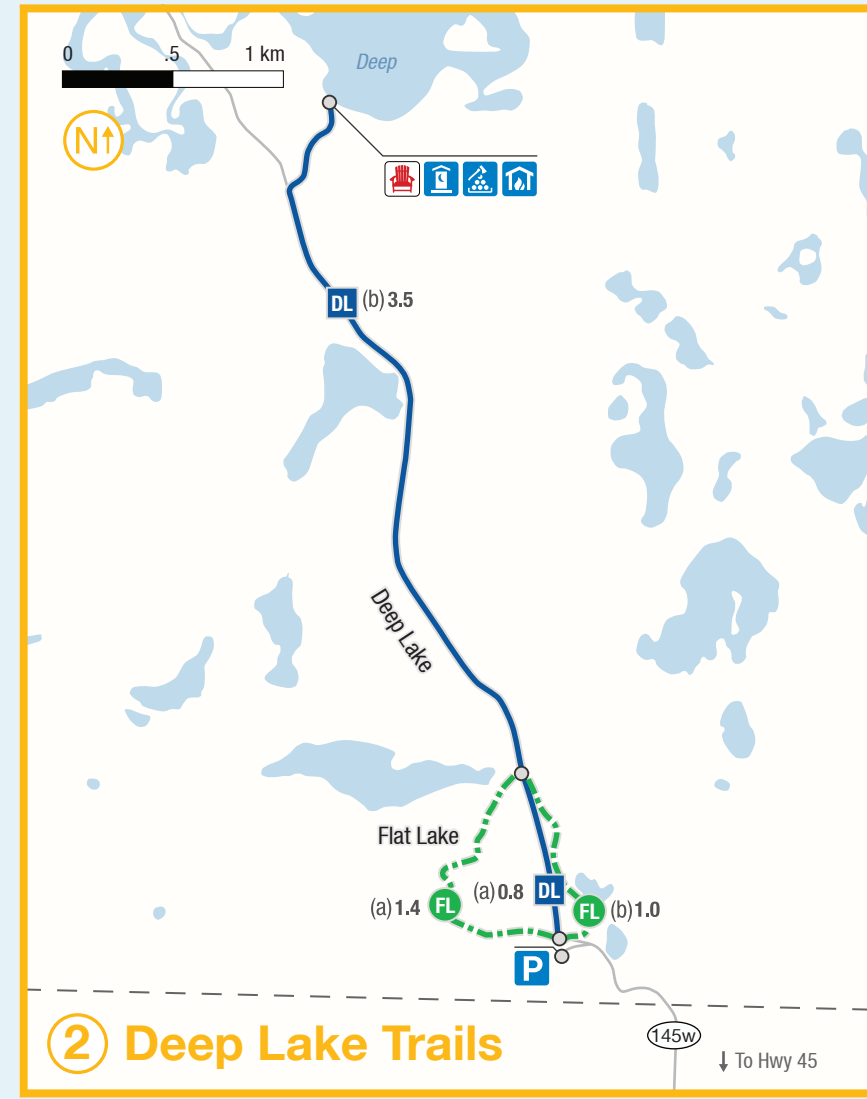 0 .5 1 km
Deep
N
DL (b) 3.5
Deep Lake
Flat Lake
(a) 1.4 FL
(a) 0.8 DL
FL (b) 1.0
P
2 Deep Lake Trails
145w
To Hwy 45